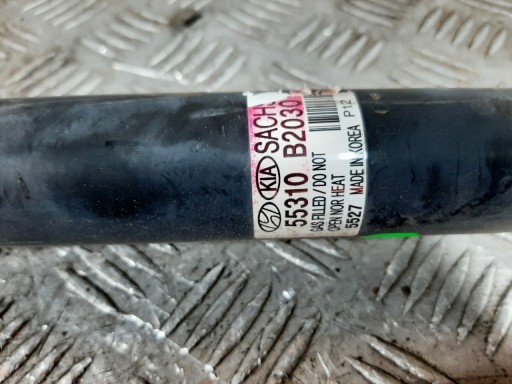 KIA SACHS
55310 B2030
GAS FILLED / DO NOT
OPEN NOR HEAT
5527 MADE IN KOREA P12